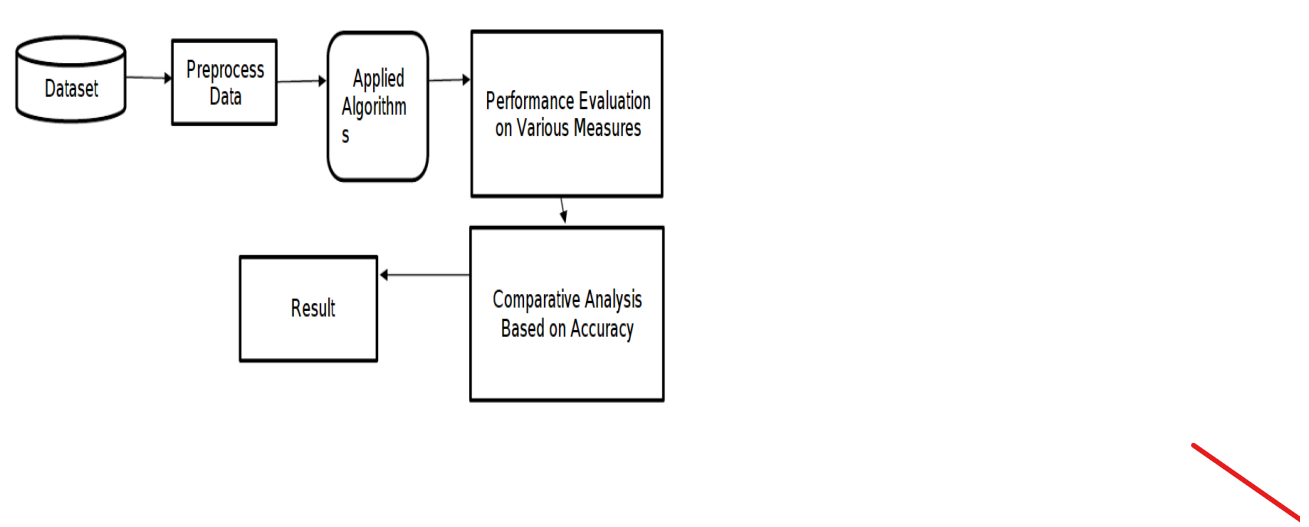 Dataset
Preprocess
Data
Applied
Algorithm
s
Performance Evaluation
on Various Measures
Comparative Analysis
Based on Accuracy
Result